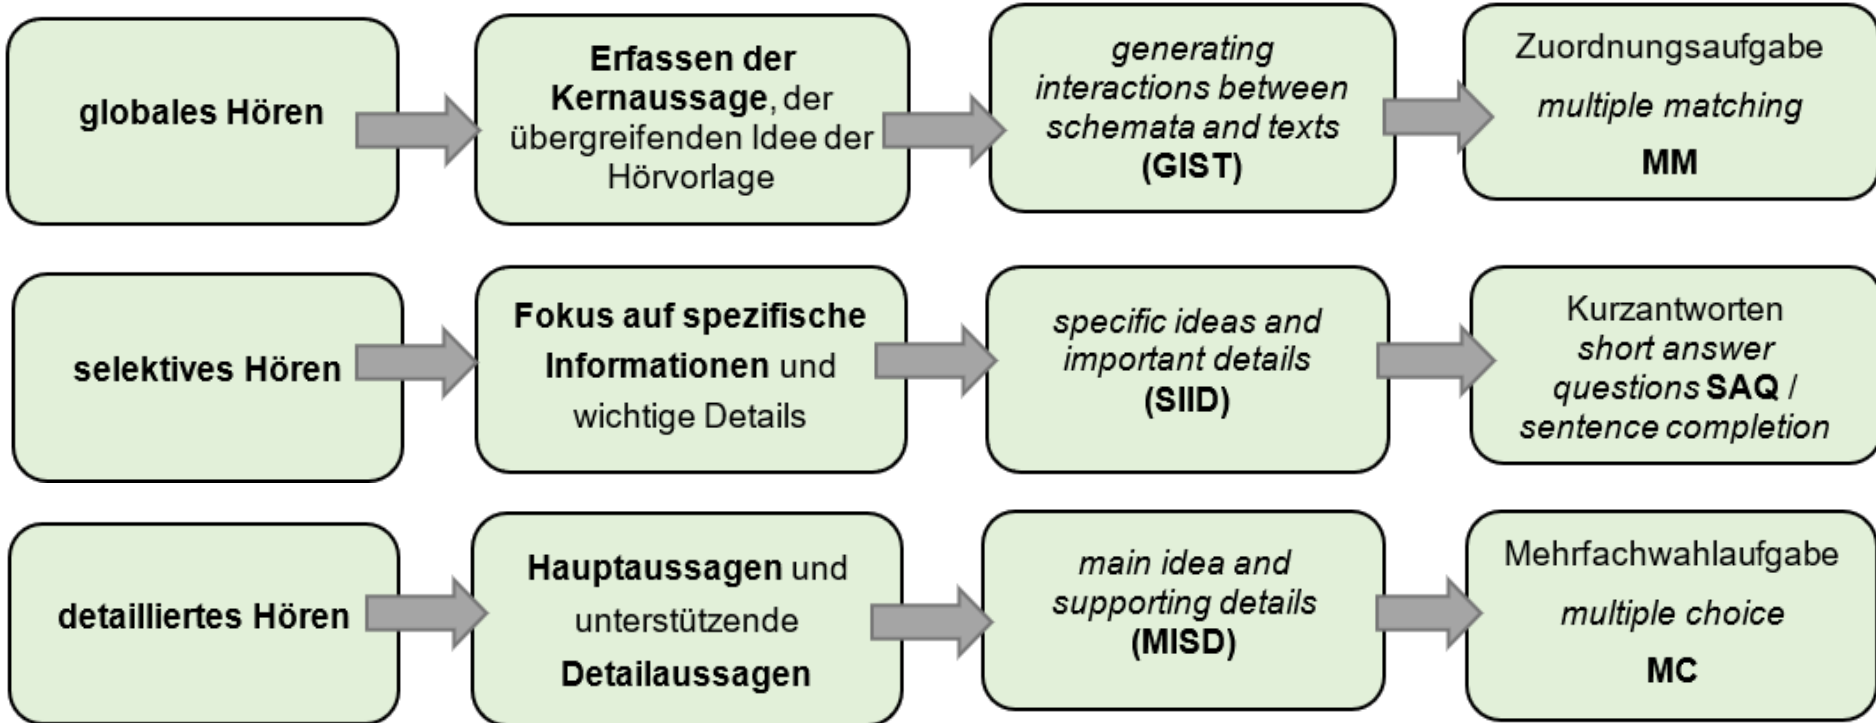 globales Hören
Erfassen der
Kernaussage, der
übergreifenden Idee der
Hörvorlage
generating
interactions between
schemata and texts
(GIST)
Zuordnungsaufgabe
multiple matching
MM
selektives Hören
Fokus auf spezifische
Informationen und
wichtige Details
specific ideas and
important details
(SIID)
Kurzantworten
short answer
questions SAQ /
sentence completion
detailliertes Hören
Hauptaussagen und
unterstützende
Detailaussagen
main idea and
supporting details
(MISD)
Mehrfachwahlaufgabe
multiple choice
MC